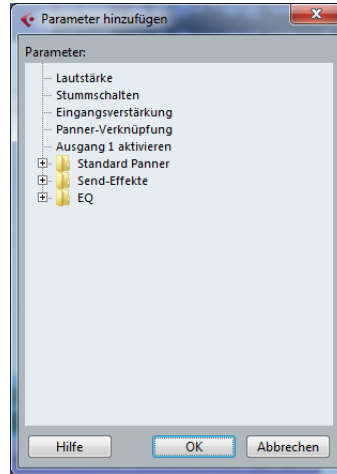 Parameter hinzufügen
Parameter:
Lautstärke
Stummschalten
Eingangsverstärkung
Panner-Verknüpfung
Ausgang 1 aktivieren
Standard Panner
Send-Effekte
EQ
Hilfe
OK
Abbrechen